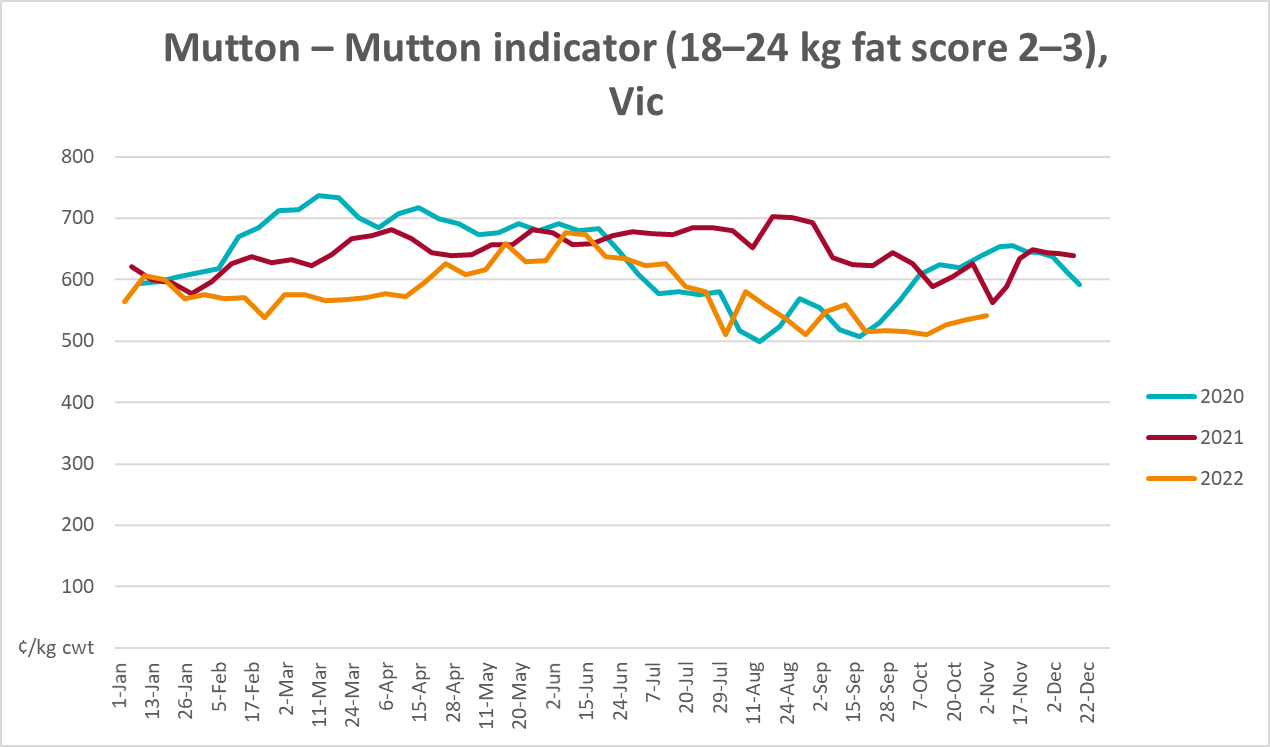 Mutton – Mutton indicator (18–24 kg fat score 2–3),
Vic
800
700
600
500
400
300
200
100
¢/kg cwt
1-Jan
13-Jan
26-Jan
5-Feb
17-Feb
2-Mar
11-Mar
24-Mar
6-Apr
15-Apr
28-Apr
11-May
20-May
2-Jun
15-Jun
24-Jun
7-Jul
20-Jul
29-Jul
11-Aug
24-Aug
2-Sep
15-Sep
28-Sep
7-Oct
20-Oct
2-Nov
17-Nov
2-Dec
22-Dec
2020
2021
2022